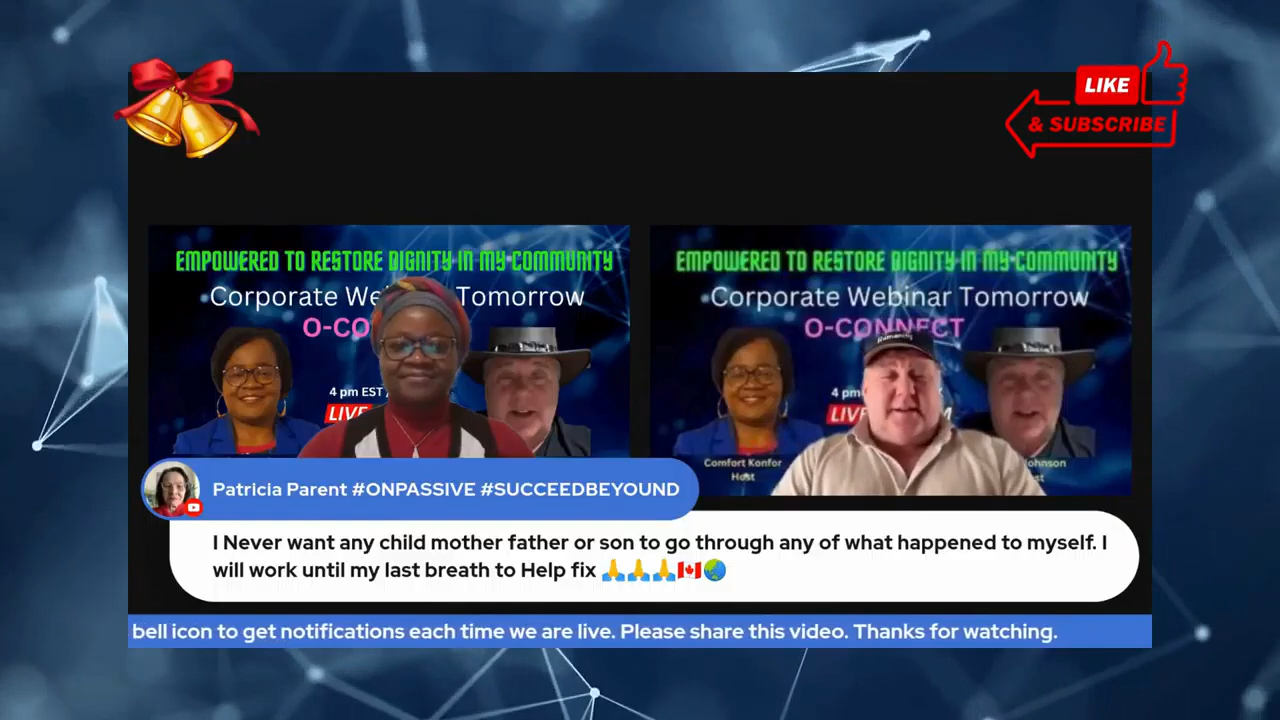 LIKE
& SUBSCRIBE
EMPOWERED TO RESTORE DIGNITY IN MY COMMUNITY
Corporate Tomorrow
4 pm EST
LIVE
EMPOWERED TO RESTORE DIGNITY IN MY COMMUNITY
Corporate Webinar Tomorrow
O-CONNECT
Humanity
4 pm
Comfort Konfor
Host
Patricia Parent #ONPASSIVE #SUCCEEDBEYOUND
I Never want any child mother father or son to go through any of what happened to myself. I
will work until my last breath to Help fix 🙏🙏🙏🇨🇦🌏
bell icon to get notifications each time we are live. Please share this video. Thanks for watching.